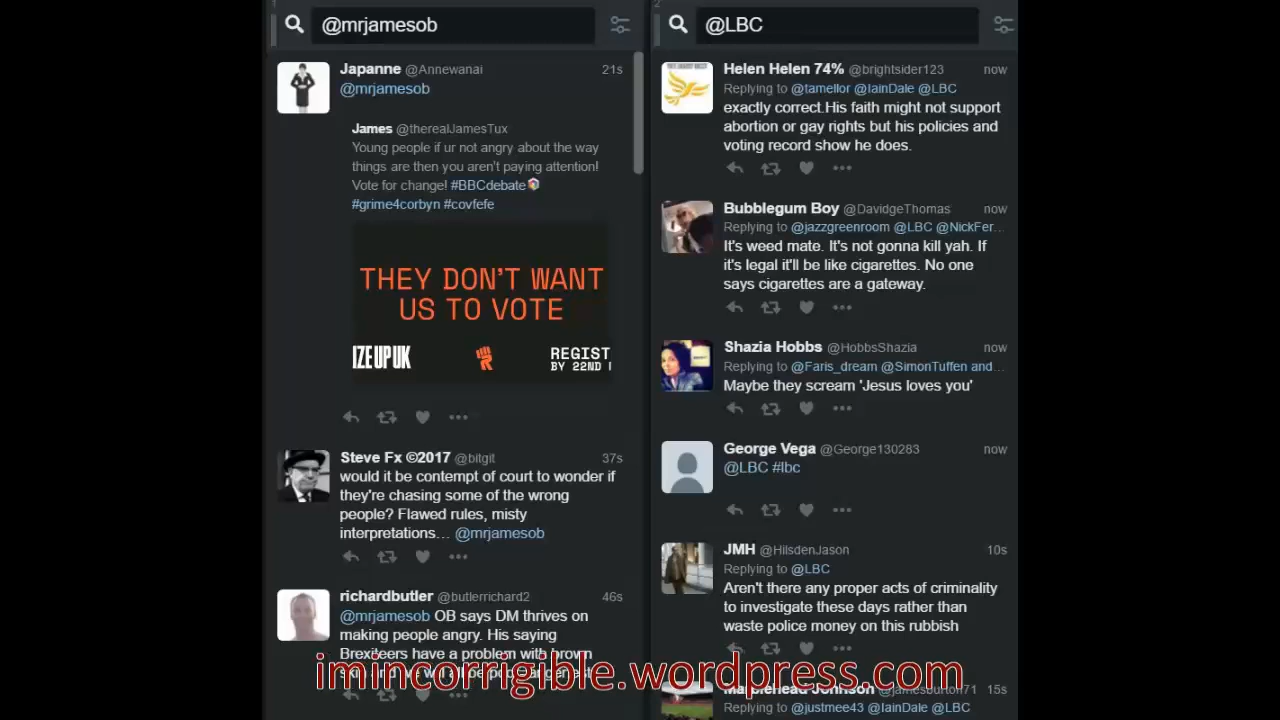 1
@mrjamesob
Japanne @Annewanai 21s
@mrjamesob
James @therealJamesTux
Young people if ur not angry about the way
things are then you aren't paying attention!
Vote for change! #BBCdebate
#grime4corbyn #covfefe
THEY DON'T WANT
US TO VOTE
IZE UP UK
REGIST
BY 22ND
Steve Fx ©2017 @bitgit 37s
would it be contempt of court to wonder if
they're chasing some of the wrong
people? Flawed rules, misty
interpretations… @mrjamesob
richardbutler @butlerrichard2 46s
@mrjamesob OB says DM thrives on
making people angry. His saying
Brexiteers have a problem with brown
2
@LBC
Helen Helen 74% @brightsider123 now
Replying to @tamellor @IainDale @LBC
exactly correct.His faith might not support
abortion or gay rights but his policies and
voting record show he does.
Bubblegum Boy @DavidgeThomas now
Replying to @jazzgreenroom @LBC @NickFer…
It's weed mate. It's not gonna kill yah. If
it's legal it'll be like cigarettes. No one
says cigarettes are a gateway.
Shazia Hobbs @HobbsShazia now
Replying to @Faris_dream @SimonTuffen and…
Maybe they scream 'Jesus loves you'
George Vega @George130283 now
@LBC #lbc
JMH @HilsdenJason 10s
Replying to @LBC
Aren't there any proper acts of criminality
to investigate these days rather than
waste police money on this rubbish
Marblehead Johnson @jamesburton71 15s
Replying to @justmee43 @IainDale @LBC
imincorrigible.wordpress.com